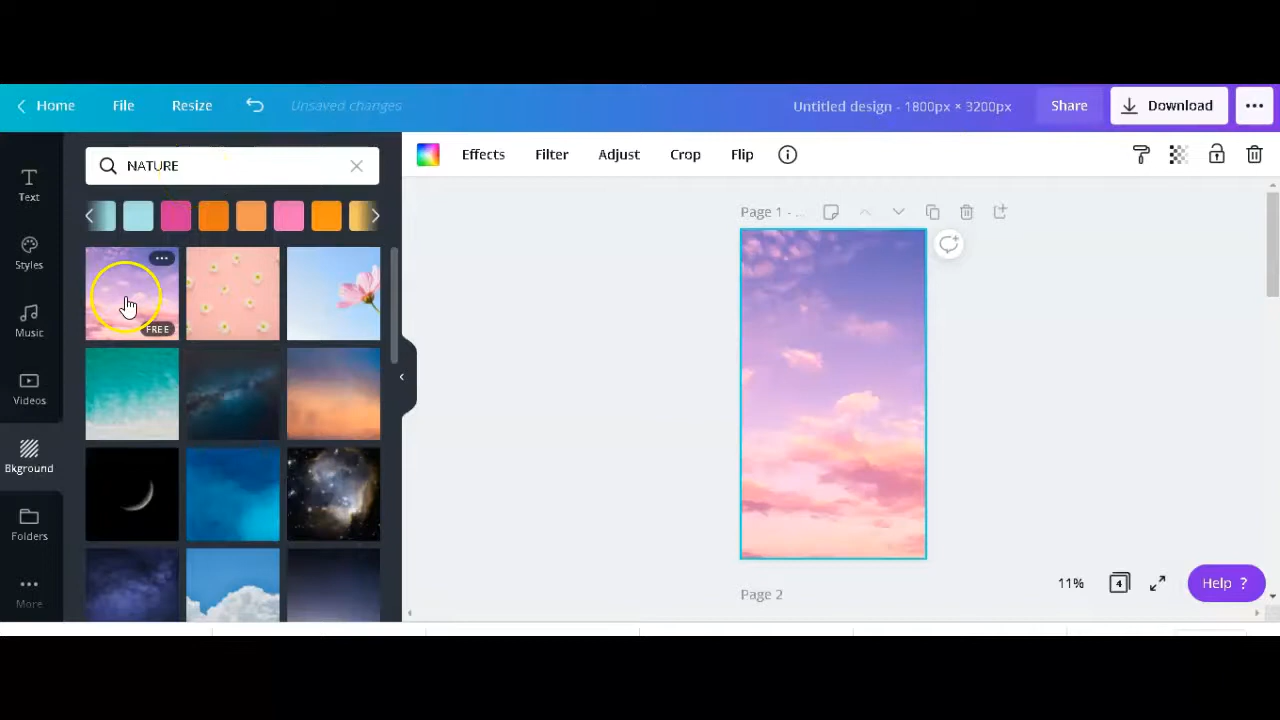 Home File Resize Unsaved changes Untitled design - 1800px × 3200px Share Download
NATURE
Effects Filter Adjust Crop Flip
Text
Styles
Music
Videos
Bkground
Folders
More
FREE
Page 1 - ...
11% 4 Help ?
Page 2